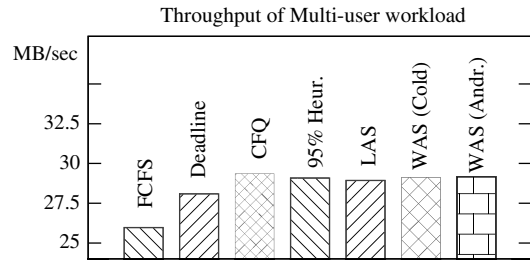 Throughput of Multi-user workload
MB/sec
32.5
30
27.5
25
FCFS
Deadline
CFQ
95% Heur.
LAS
WAS (Cold)
WAS (Andr.)